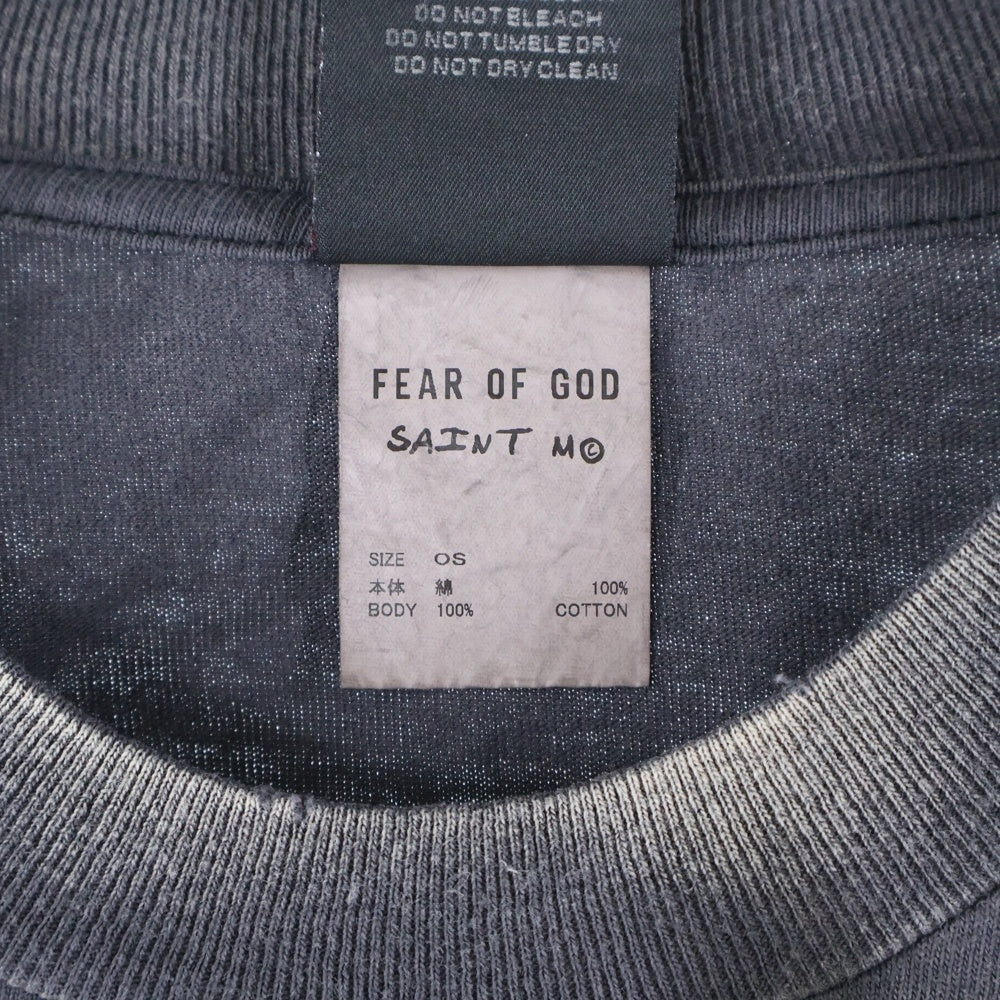 DO NOT BLEACH
DO NOT TUMBLE DRY
DO NOT DRY CLEAN
FEAR OF GOD
SAINT M©
SIZE OS
本体 綿 100%
BODY 100% COTTON